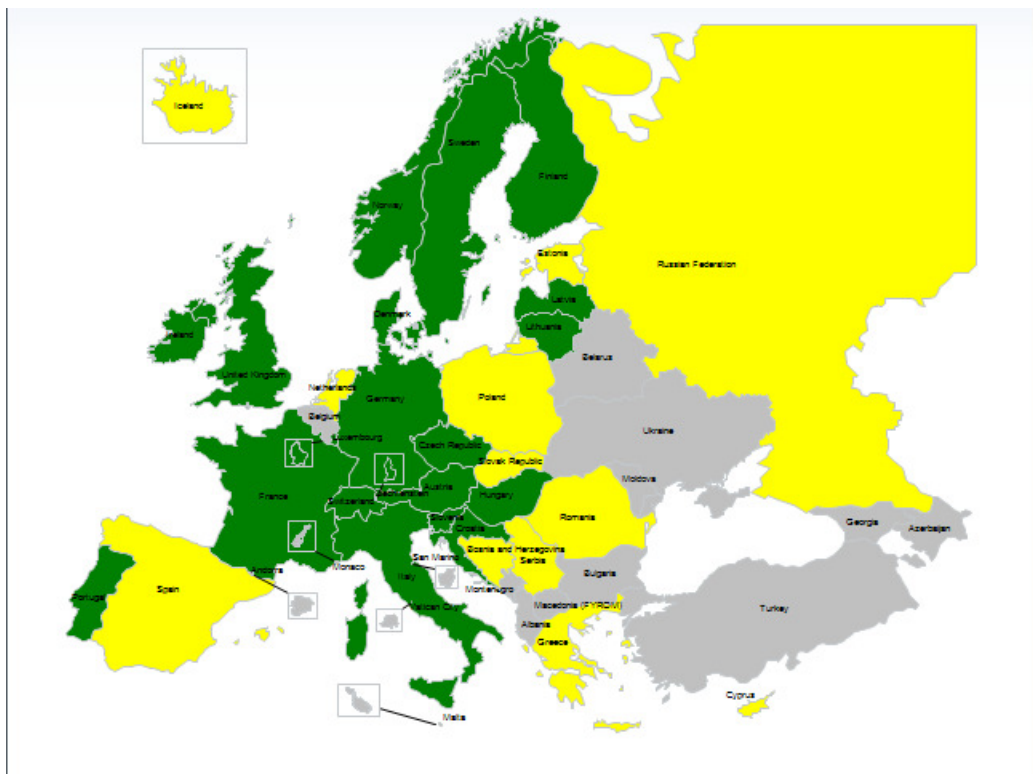 Iceland
Sweden
Finland
Norway
Estonia
Russian Federation
Latvia
Denmark
Lithuania
Ireland
Belarus
United Kingdom
Netherlands
Germany
Poland
Belgium
Ukraine
Luxembourg
Czech Republic
Slovak Republic
Moldova
Austria
Liechtenstein
Switzerland
France
Hungary
Romania
Slovenia
Croatia
Georgia
Azerbaijan
Bosnia and Herzegovina
San Marino
Serbia
Monaco
Andorra
Italy
Bulgaria
Montenegro
Spain
Portugal
Vatican City
Macedonia (FYROM)
Turkey
Albania
Greece
Cyprus
Malta